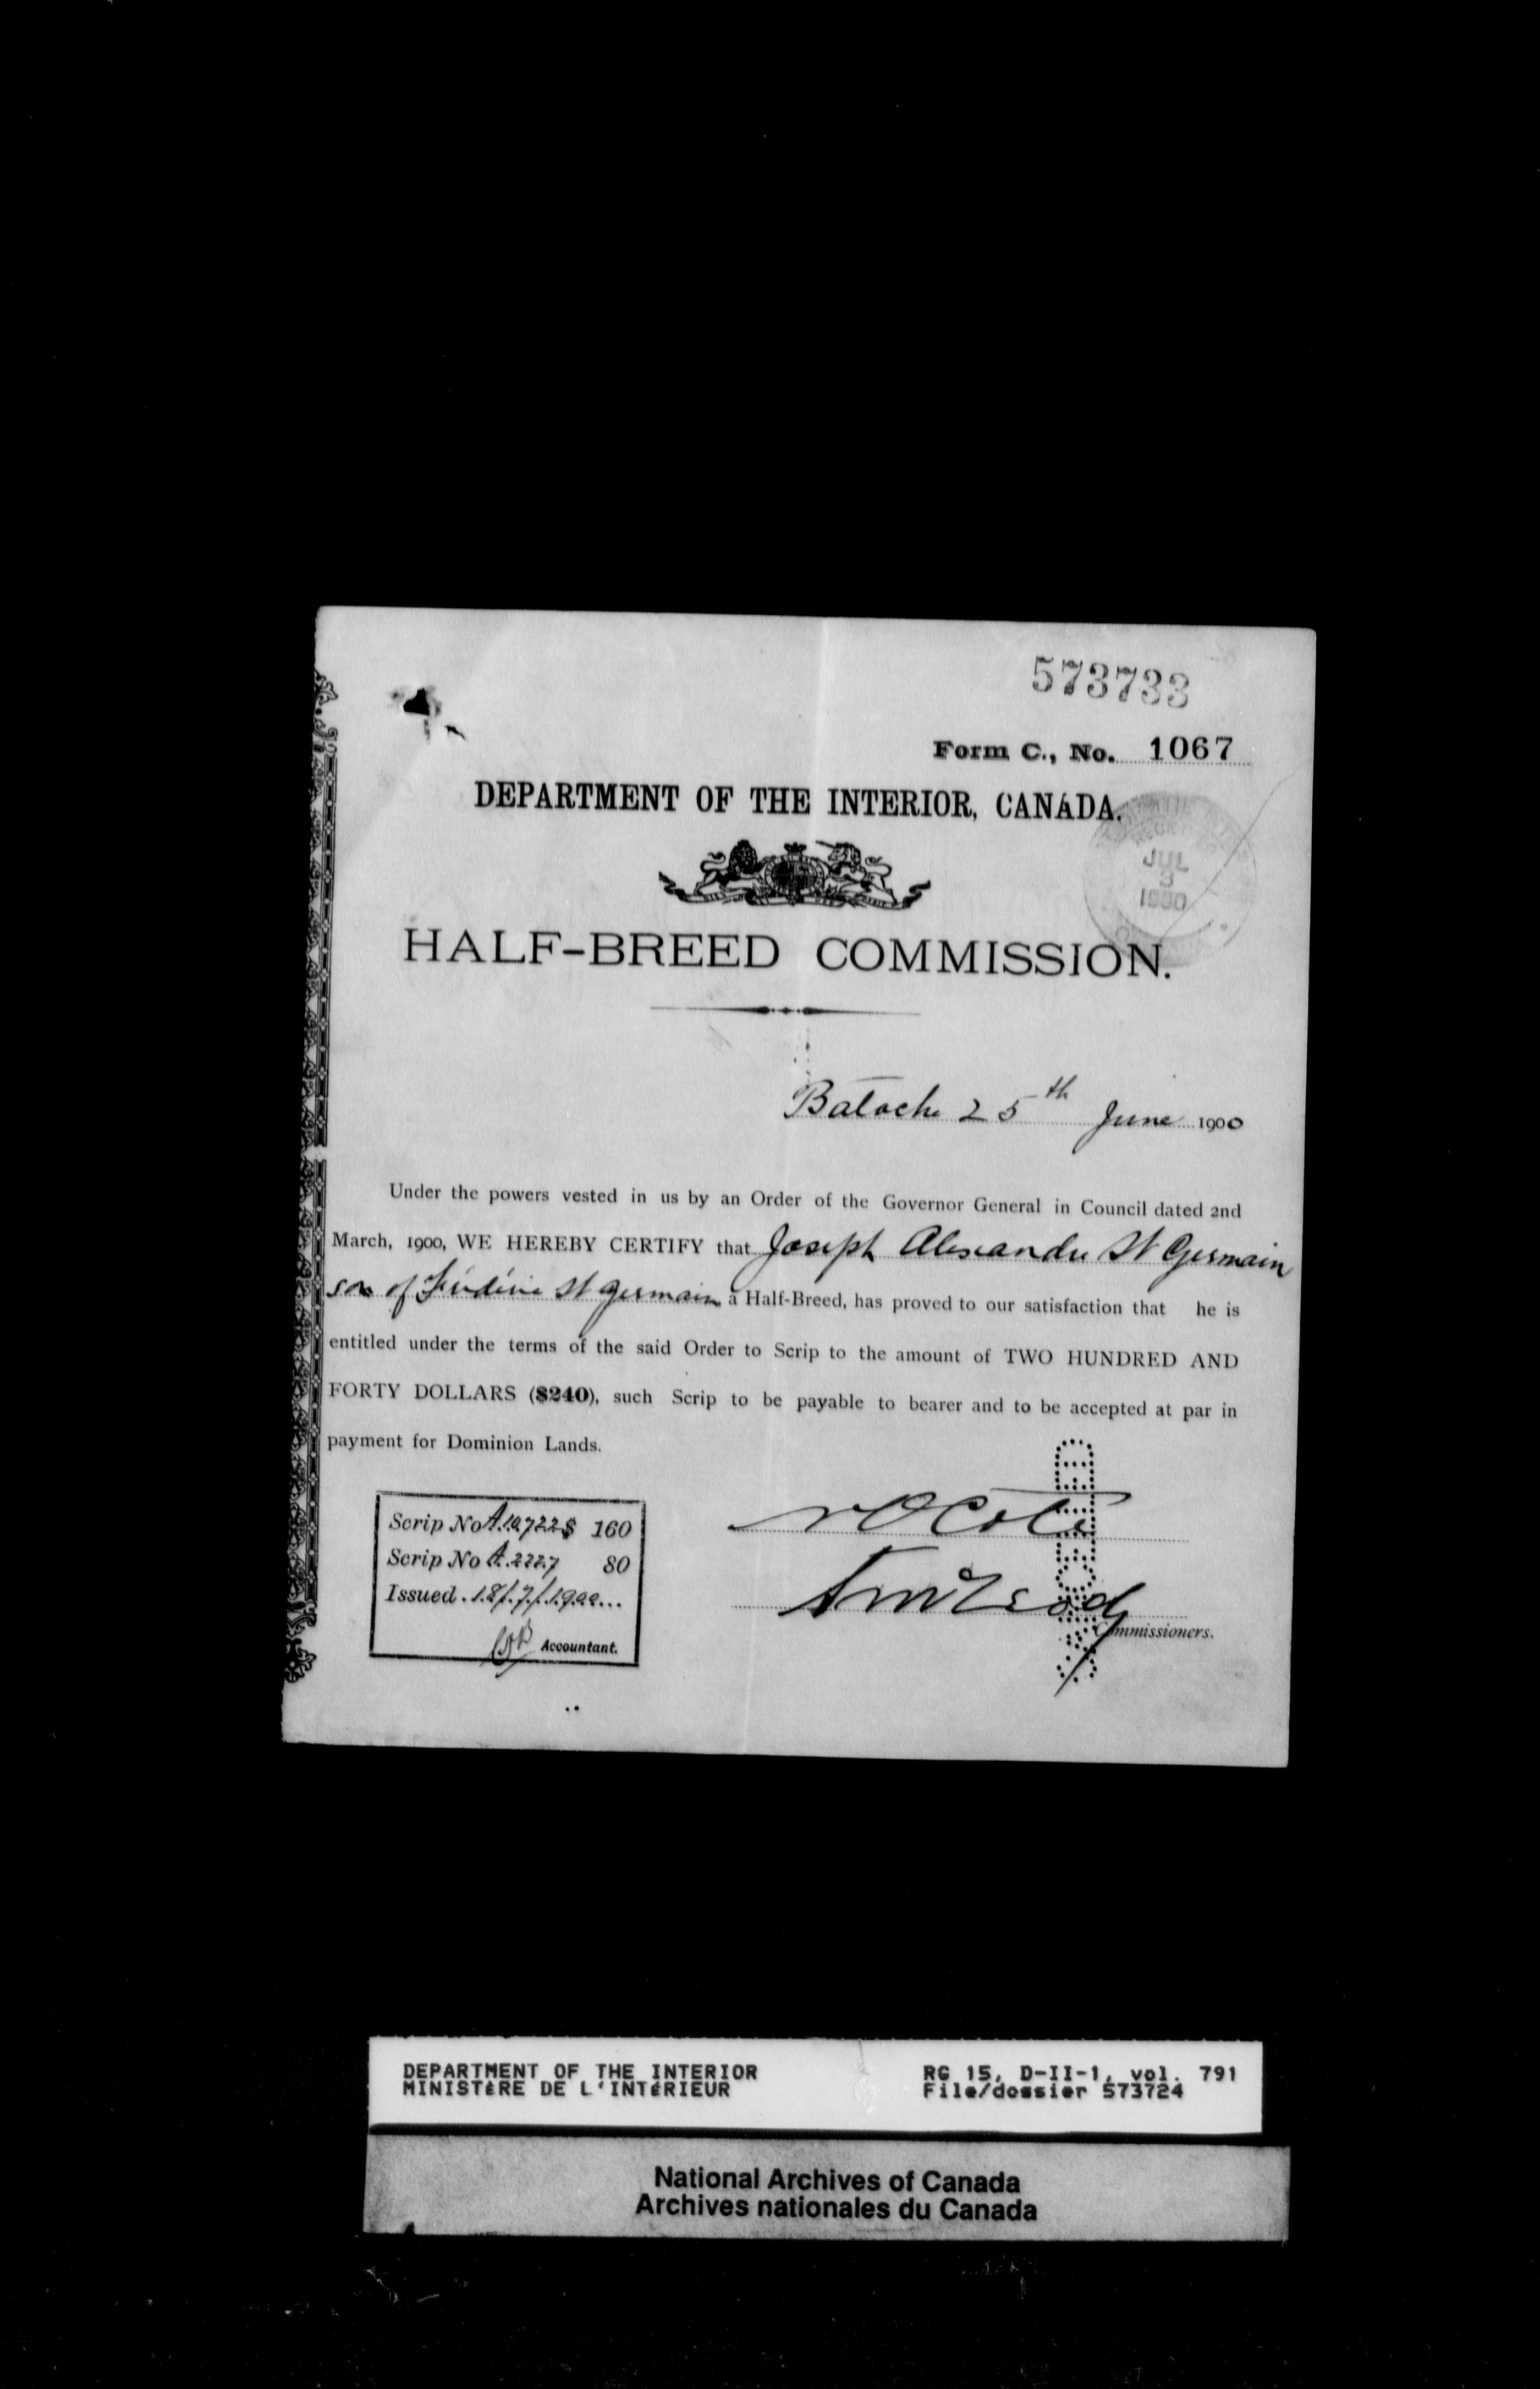 573733
Form C., No. 1067
DEPARTMENT OF THE INTERIOR, CANADA.
JUL
3
1900
HALF-BREED COMMISSION.
Batoche 25th June 1900
Under the powers vested in us by an Order of the Governor General in Council dated 2nd
March, 1900, WE HEREBY CERTIFY that Joseph Alexandre St Germain
son of St Germain a Half-Breed, has proved to our satisfaction that he is
entitled under the terms of the said Order to Scrip to the amount of TWO HUNDRED AND
FORTY DOLLARS ($240), such Scrip to be payable to bearer and to be accepted at par in
payment for Dominion Lands.
Scrip No 160
Scrip No A.2227 80
Issued. 18/7/1900...
Accountant.
Commissioners.
DEPARTMENT OF THE INTERIOR RG 15, D-II-1, vol. 791
MINISTÈRE DE L'INTÉRIEUR File/dossier 573724
National Archives of Canada
Archives nationales du Canada